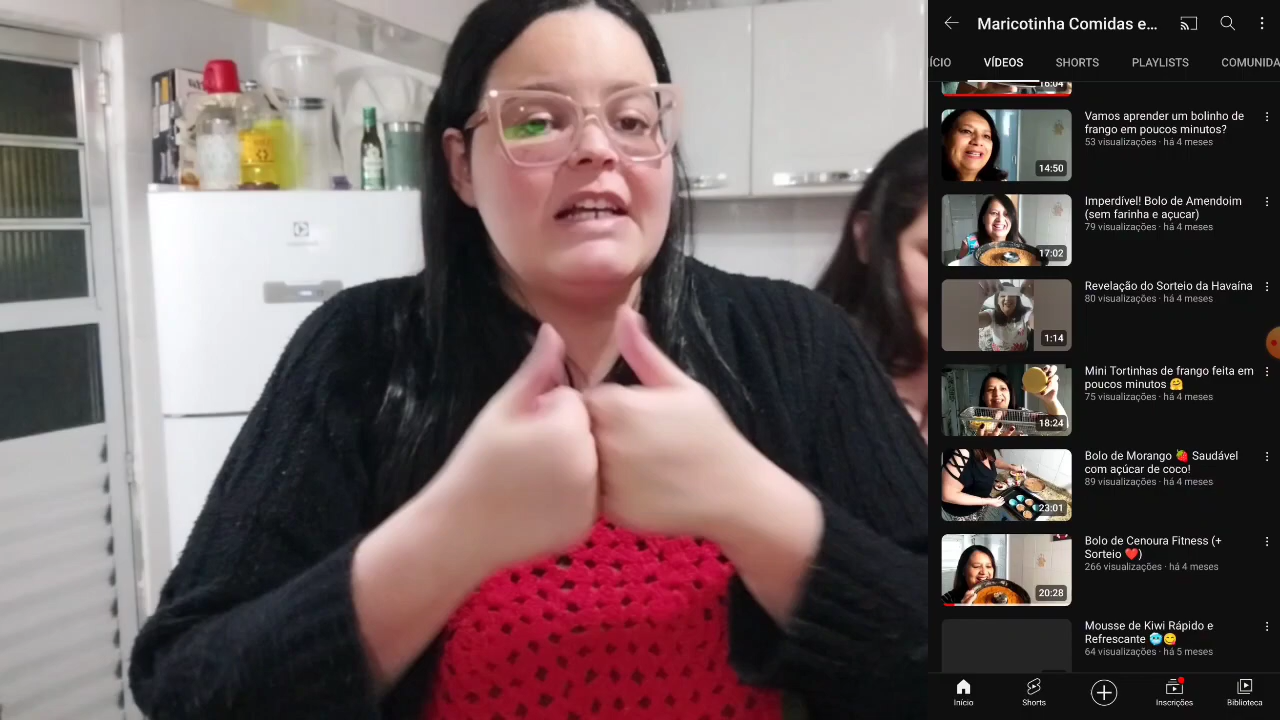 Maricotinha Comidas e...
ÍCIO VÍDEOS SHORTS PLAYLISTS COMUNIDA
16:04
Vamos aprender um bolinho de
frango em poucos minutos?
53 visualizações · há 4 meses
14:50
Imperdível! Bolo de Amendoim
(sem farinha e açucar)
79 visualizações · há 4 meses
17:02
Revelação do Sorteio da Havaína
80 visualizações · há 4 meses
1:14
Mini Tortinhas de frango feita em
poucos minutos 🤗
75 visualizações · há 4 meses
18:24
Bolo de Morango 🍓 Saudável
com açúcar de coco!
89 visualizações · há 4 meses
23:01
Bolo de Cenoura Fitness (+
Sorteio ❤️)
266 visualizações · há 4 meses
20:28
Mousse de Kiwi Rápido e
Refrescante 🥶😋
64 visualizações · há 5 meses
Início Shorts Inscrições Biblioteca